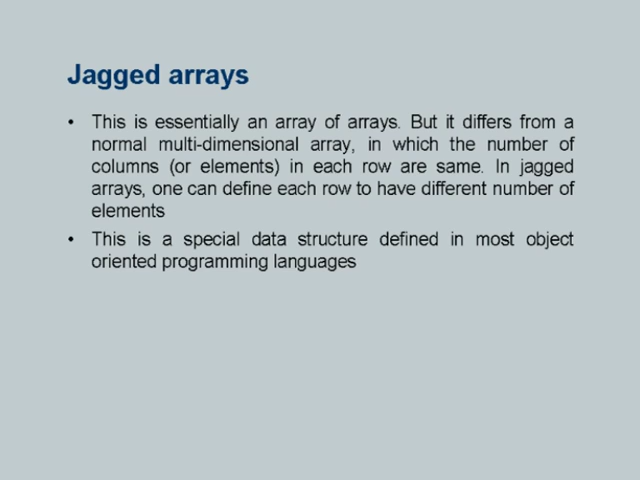 Jagged arrays
• This is essentially an array of arrays. But it differs from a
normal multi-dimensional array, in which the number of
columns (or elements) in each row are same. In jagged
arrays, one can define each row to have different number of
elements
• This is a special data structure defined in most object
oriented programming languages